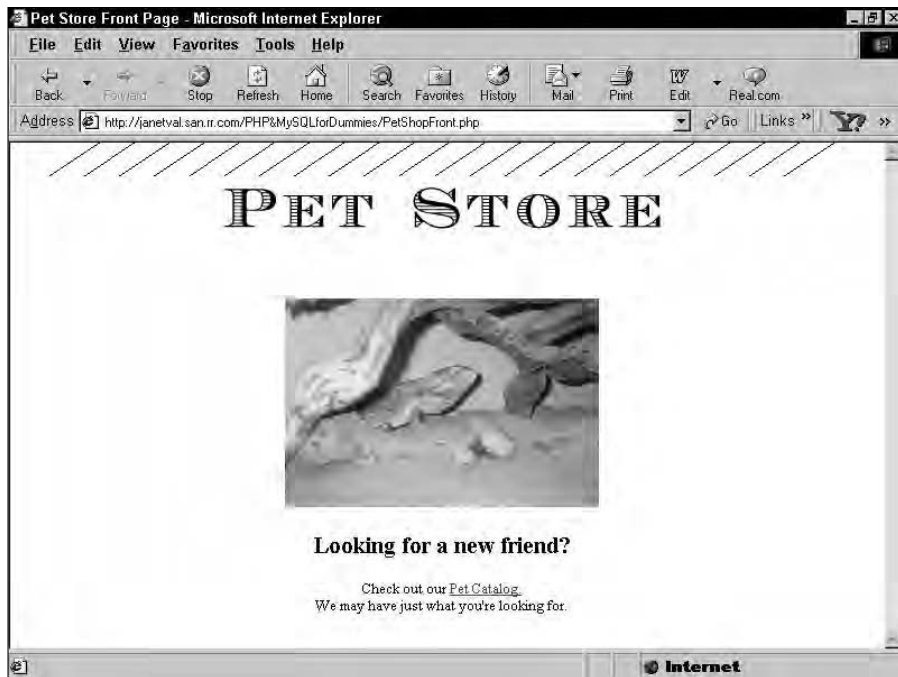 Pet Store Front Page - Microsoft Internet Explorer
File Edit View Favorites Tools Help
Back Forward Stop Refresh Home Search Favorites History Mail Print Edit Real.com
Address http://janetval.san.rr.com/PHP&MySQLforDummies/PetShopFront.php Go Links » Y? »
PET STORE
Looking for a new friend?
Check out our Pet Catalog.
We may have just what you're looking for.
Internet